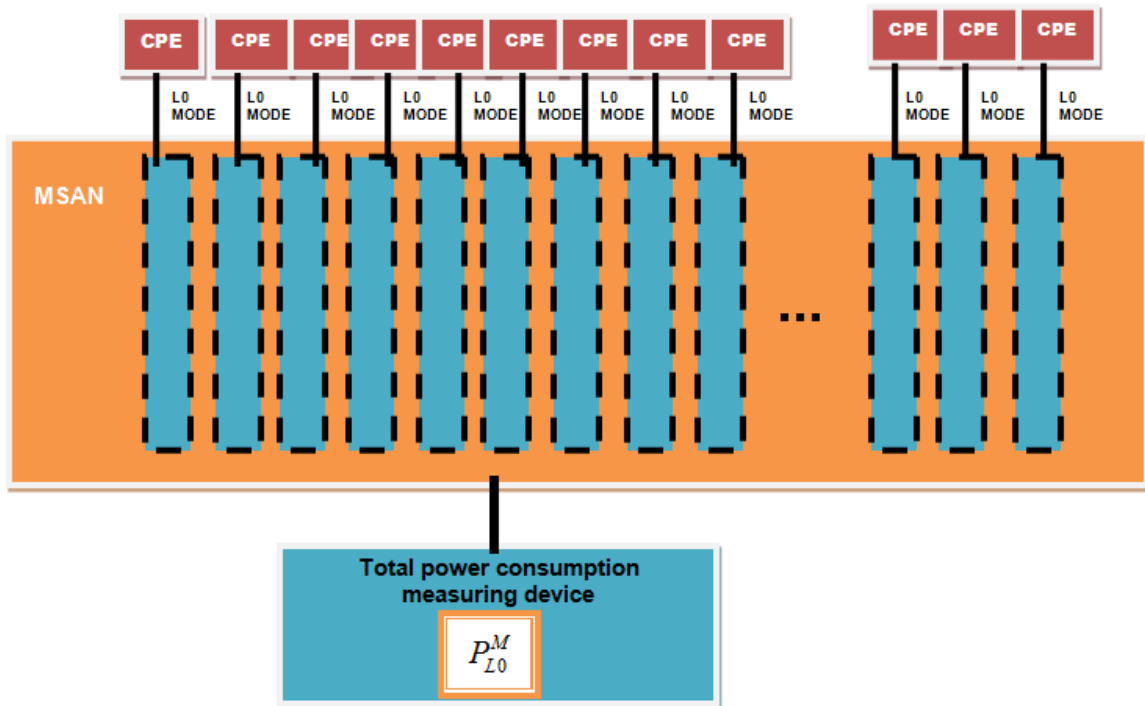 CPE CPE CPE CPE CPE CPE CPE CPE CPE CPE CPE CPE
L0 L0 L0 L0 L0 L0 L0 L0 L0 L0 L0 L0
MODE MODE MODE MODE MODE MODE MODE MODE MODE MODE MODE MODE
MSAN
...
Total power consumption
measuring device
P_{L0}^{M}